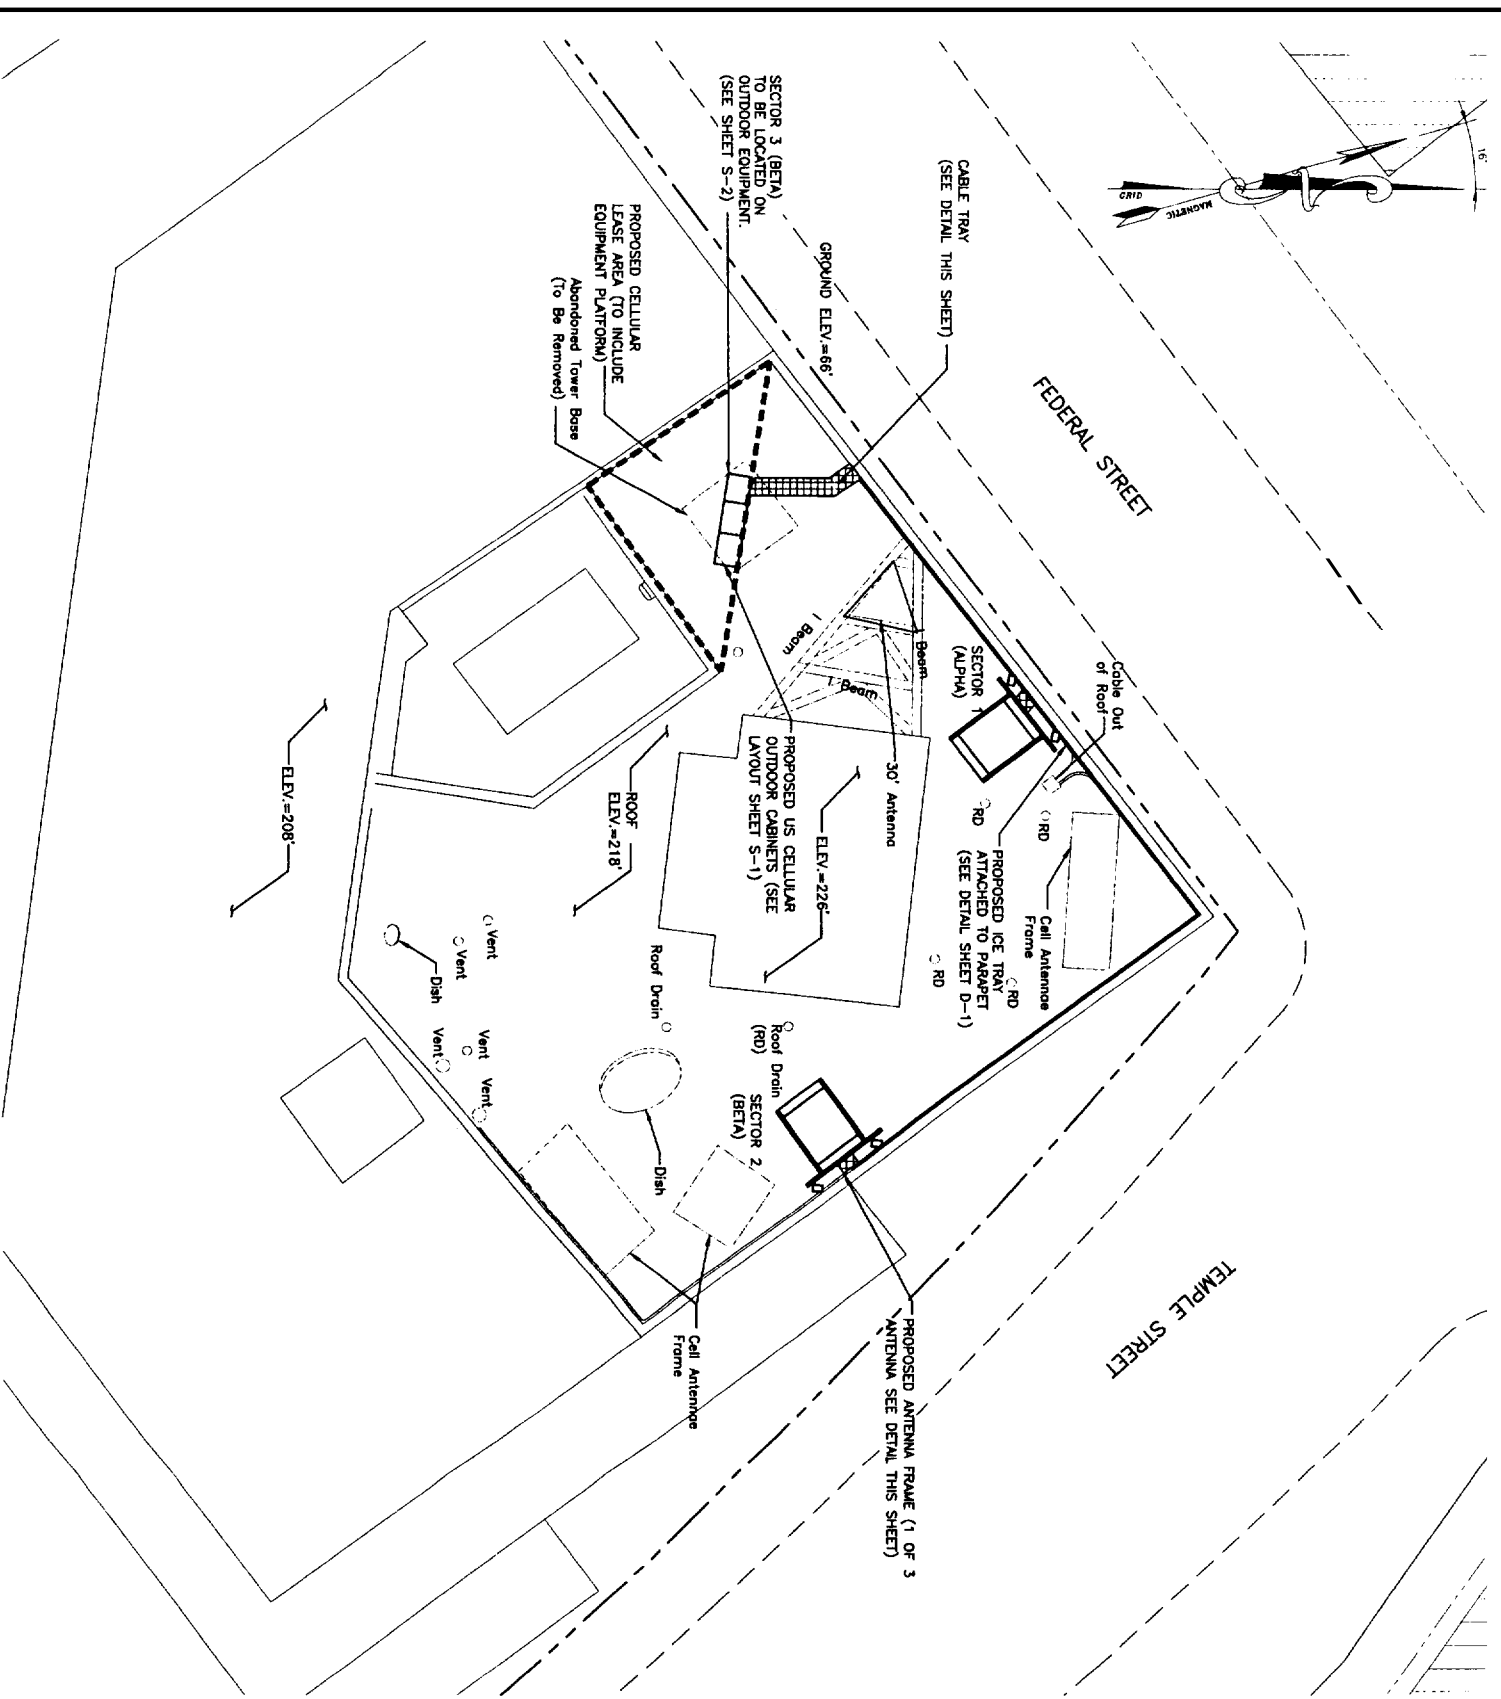 16'
GRID
MAGNETIC
FEDERAL STREET
CABLE TRAY
(SEE DETAIL THIS SHEET)
GROUND ELEV.=66'
SECTOR 3 (BETA)
TO BE LOCATED ON
OUTDOOR EQUIPMENT.
(SEE SHEET S-2)
PROPOSED CELLULAR
LEASE AREA (TO INCLUDE
EQUIPMENT PLATFORM)
Abandoned Tower Base
(To Be Removed)
Cable Out
of Roof
SECTOR 1
(ALPHA)
I Beam
I Beam
I Beam
30' Antenna
RD
RD
PROPOSED ICE TRAY
ATTACHED TO PARAPET
(SEE DETAIL SHEET D-1)
Cell Antennae
Frame
RD
RD
PROPOSED US CELLULAR
OUTDOOR CABINETS (SEE
LAYOUT SHEET S-1)
ELEV.=226'
ROOF
ELEV.=218'
ELEV.=208'
Roof Drain
(RD)
Roof Drain
Vent
Vent
Dish
Vent
Vent
Vent
SECTOR 2
(BETA)
Dish
Cell Antennae
Frame
PROPOSED ANTENNA FRAME (1 OF 3
ANTENNA SEE DETAIL THIS SHEET)
TEMPLE STREET